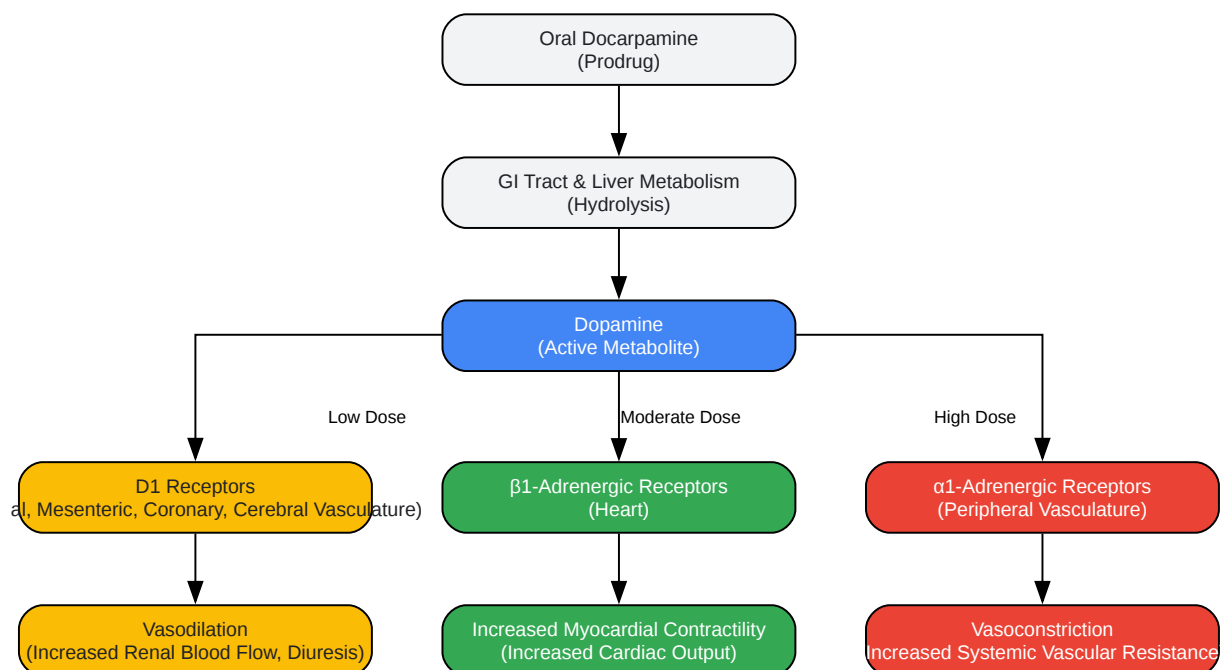 Oral Docarpamine
(Prodrug)
GI Tract & Liver Metabolism
(Hydrolysis)
Dopamine
(Active Metabolite)
Low Dose
Moderate Dose
High Dose
D1 Receptors
al, Mesenteric, Coronary, Cerebral Vasculature)
β1-Adrenergic Receptors
(Heart)
α1-Adrenergic Receptors
(Peripheral Vasculature)
Vasodilation
(Increased Renal Blood Flow, Diuresis)
Increased Myocardial Contractility
(Increased Cardiac Output)
Vasoconstriction
Increased Systemic Vascular Resistance